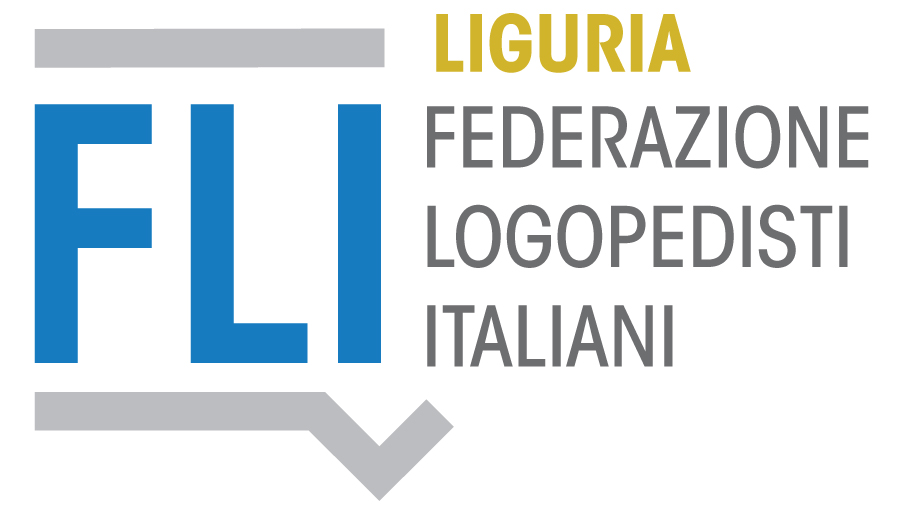 FLI
LIGURIA
FEDERAZIONE
LOGOPEDISTI
ITALIANI